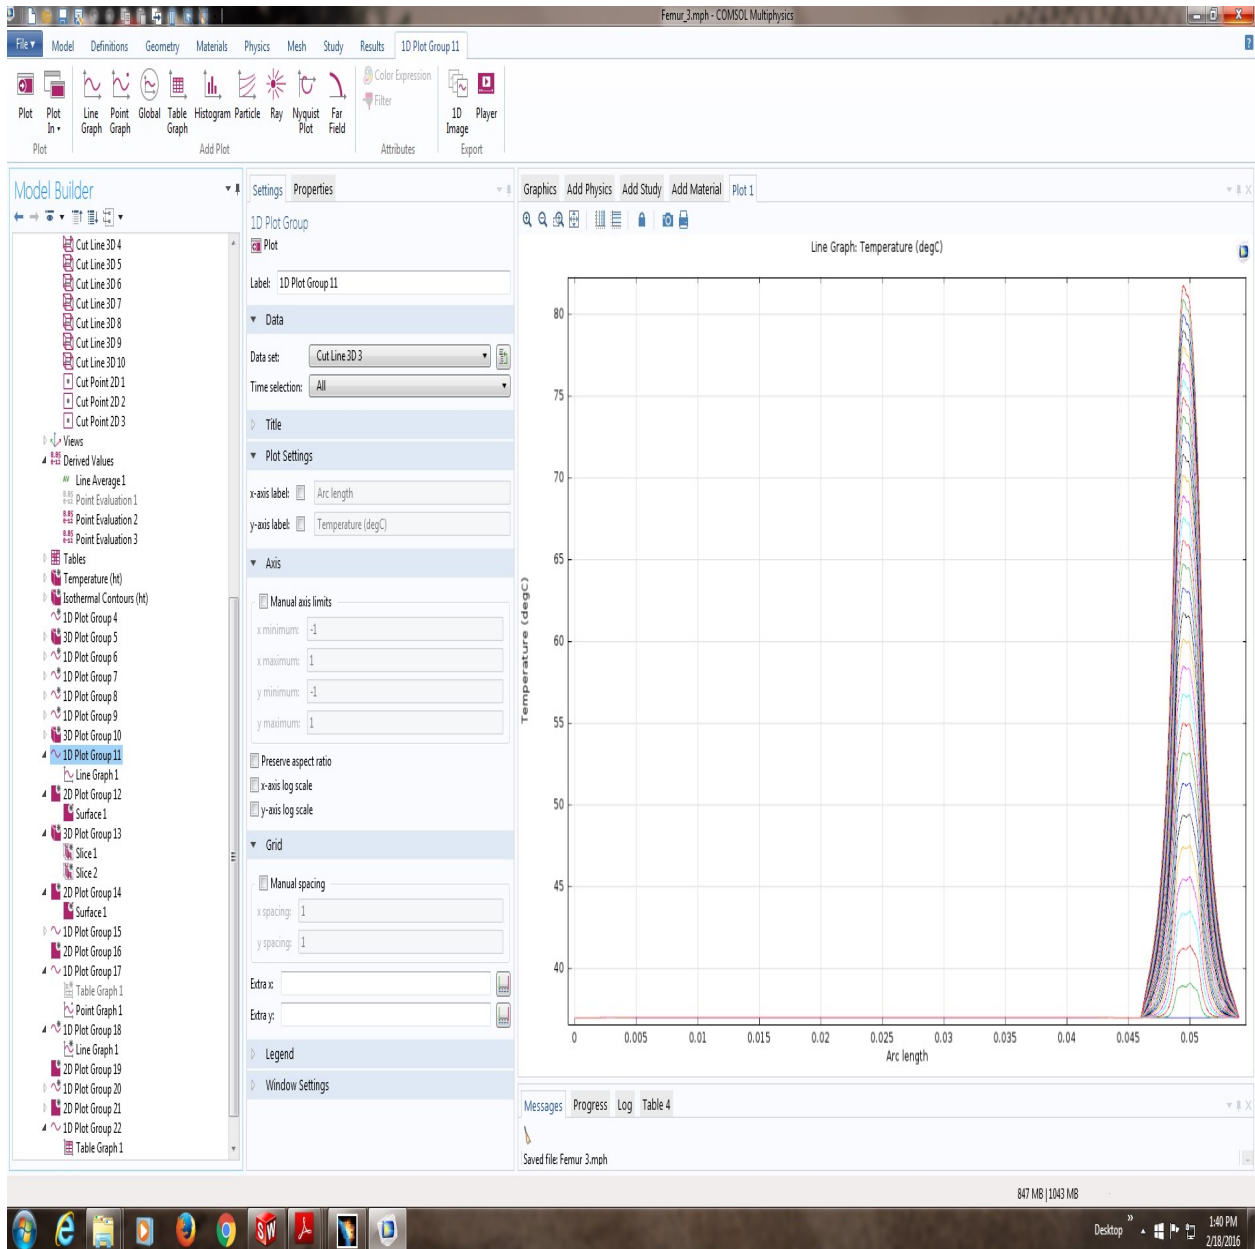 Femur_3.mph - COMSOL Multiphysics
File Model Definitions Geometry Materials Physics Mesh Study Results 1D Plot Group 11
Color Expression
Filter
Plot Plot In Line Graph Point Graph Global Table Graph Histogram Particle Ray Nyquist Plot Far Field 1D Image Player
Plot Add Plot Attributes Export
Model Builder
Cut Line 3D 4
Cut Line 3D 5
Cut Line 3D 6
Cut Line 3D 7
Cut Line 3D 8
Cut Line 3D 9
Cut Line 3D 10
Cut Point 2D 1
Cut Point 2D 2
Cut Point 2D 3
Views
Derived Values
Line Average 1
Point Evaluation 1
Point Evaluation 2
Point Evaluation 3
Tables
Temperature (ht)
Isothermal Contours (ht)
1D Plot Group 4
3D Plot Group 5
1D Plot Group 6
1D Plot Group 7
1D Plot Group 8
1D Plot Group 9
3D Plot Group 10
1D Plot Group 11
Line Graph 1
2D Plot Group 12
Surface 1
3D Plot Group 13
Slice 1
Slice 2
2D Plot Group 14
Surface 1
1D Plot Group 15
2D Plot Group 16
1D Plot Group 17
Table Graph 1
Point Graph 1
1D Plot Group 18
Line Graph 1
2D Plot Group 19
1D Plot Group 20
2D Plot Group 21
1D Plot Group 22
Table Graph 1
Settings Properties
1D Plot Group
Plot
Label: 1D Plot Group 11
Data
Data set: Cut Line 3D 3
Time selection: All
Title
Plot Settings
x-axis label: Arc length
y-axis label: Temperature (degC)
Axis
Manual axis limits
x minimum: -1
x maximum: 1
y minimum: -1
y maximum: 1
Preserve aspect ratio
x-axis log scale
y-axis log scale
Grid
Manual spacing
x spacing: 1
y spacing: 1
Extra x:
Extra y:
Legend
Window Settings
Graphics Add Physics Add Study Add Material Plot 1
Line Graph: Temperature (degC)
80
75
70
65
60
55
50
45
40
Temperature (degC)
0 0.005 0.01 0.015 0.02 0.025 0.03 0.035 0.04 0.045 0.05
Arc length
Messages Progress Log Table 4
Saved file: Femur 3.mph
847 MB | 1043 MB
Desktop
1:40 PM
2/18/2016